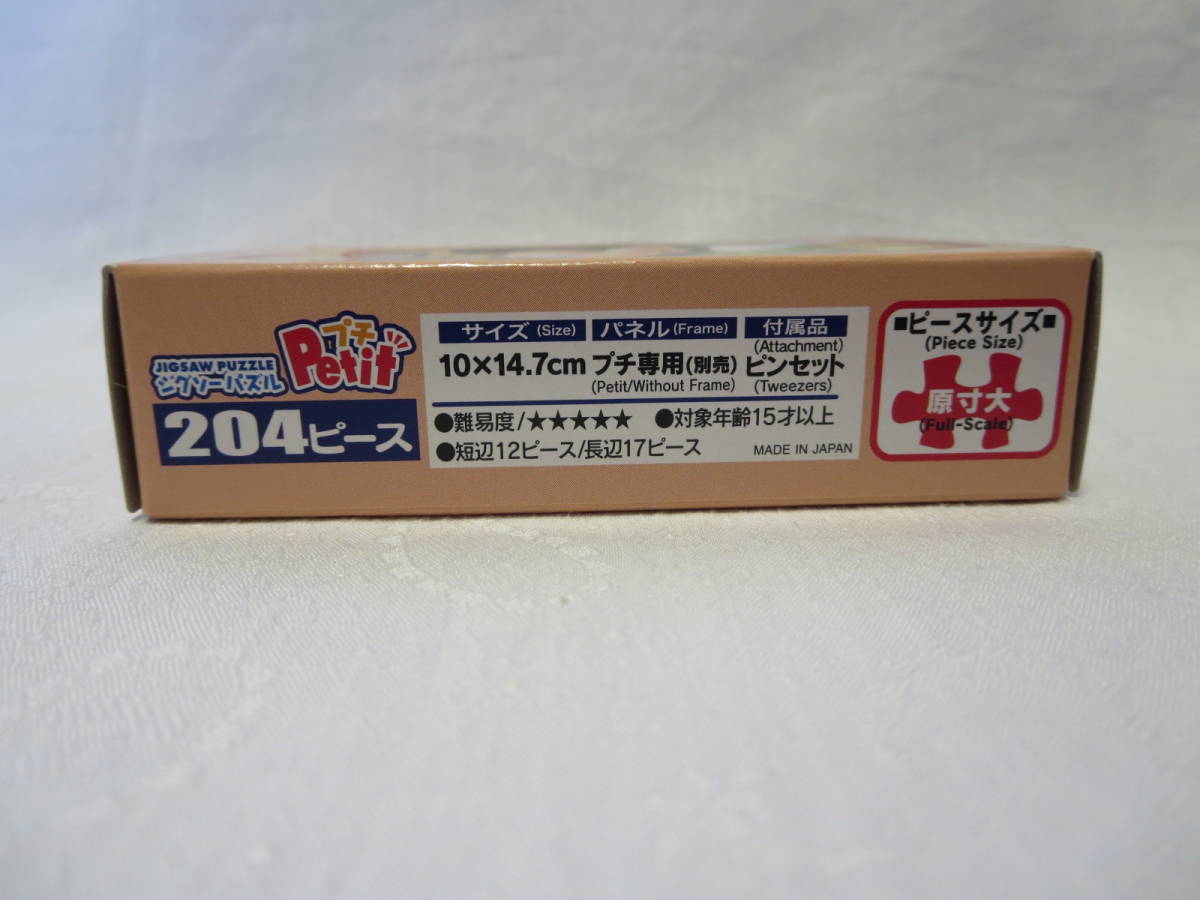 プチ
Petit
JIGSAW PUZZLE
ジグソーパズル
204ピース
サイズ(Size) パネル(Frame) 付属品(Attachment)
10×14.7cm プチ専用(別売) ピンセット
(Petit/Without Frame) (Tweezers)
●難易度/★★★★★ ●対象年齢15才以上
●短辺12ピース/長辺17ピース MADE IN JAPAN
■ピースサイズ■
(Piece Size)
原寸大
(Full-Scale)